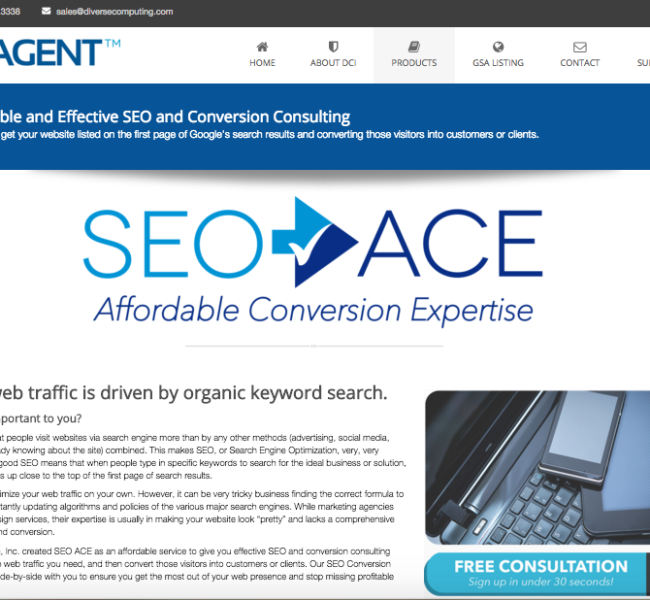 .3338 sales@diversecomputing.com
AGENT™
HOME ABOUT DCI PRODUCTS GSA LISTING CONTACT SU
ble and Effective SEO and Conversion Consulting
get your website listed on the first page of Google's search results and converting those visitors into customers or clients.
SEO ACE
Affordable Conversion Expertise
web traffic is driven by organic keyword search.
portant to you?
at people visit websites via search engine more than by any other methods (advertising, social media,
dy knowing about the site) combined. This makes SEO, or Search Engine Optimization, very, very
good SEO means that when people type in specific keywords to search for the ideal business or solution,
s up close to the top of the first page of search results.
imize your web traffic on your own. However, it can be very tricky business finding the correct formula to
tantly updating algorithms and policies of the various major search engines. While marketing agencies
sign services, their expertise is usually in making your website look "pretty" and lacks a comprehensive
nd conversion.
, Inc. created SEO ACE as an affordable service to give you effective SEO and conversion consulting
e web traffic you need, and then convert those visitors into customers or clients. Our SEO Conversion
de-by-side with you to ensure you get the most out of your web presence and stop missing profitable
FREE CONSULTATION
Sign up in under 30 seconds!